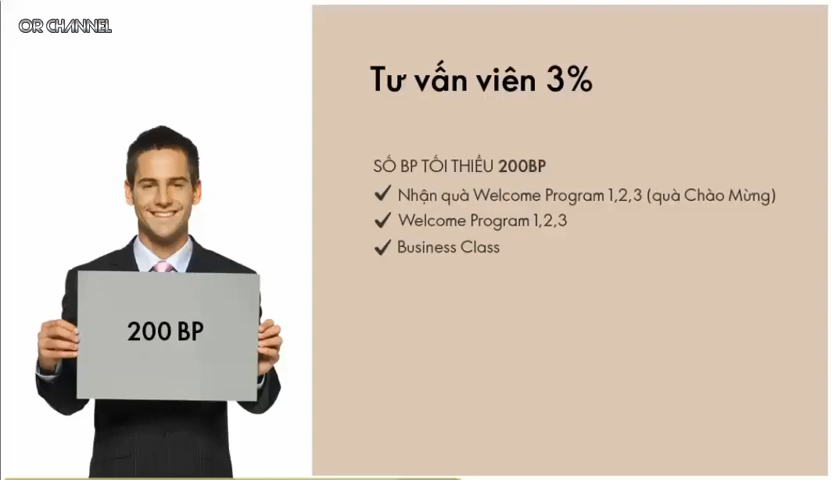 OR CHANNEL
Tư vấn viên 3%
SỐ BP TỐI THIỂU 200BP
✔ Nhận quà Welcome Program 1,2,3 (quà Chào Mừng)
✔ Welcome Program 1,2,3
✔ Business Class
200 BP